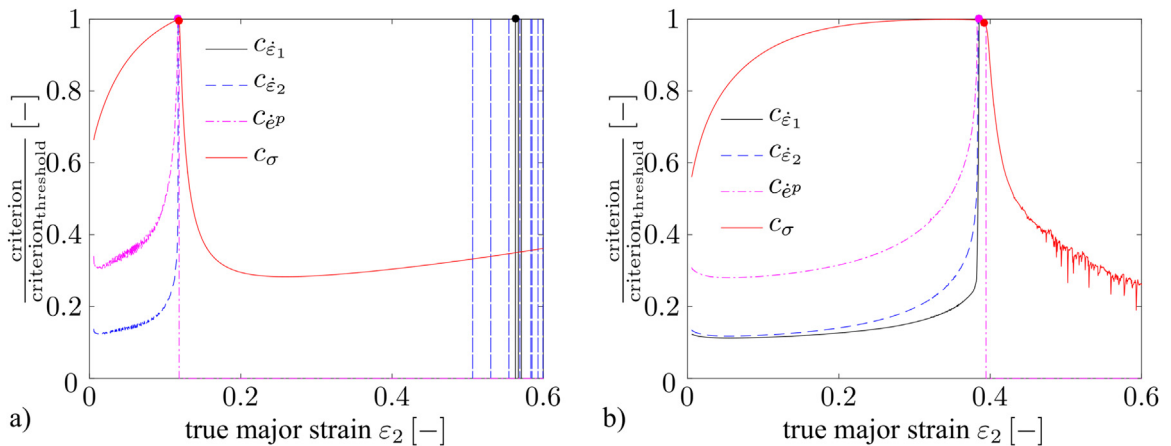 criterion / criterion_threshold [−]
1
0.8
0.6
0.4
0.2
0
c_ε̇₁
c_ε̇₂
c_ėᵖ
c_σ
0
0.2
0.4
0.6
true major strain ε₂ [−]
a)
criterion / criterion_threshold [−]
1
0.8
0.6
0.4
0.2
0
c_ε̇₁
c_ε̇₂
c_ėᵖ
c_σ
0
0.2
0.4
0.6
true major strain ε₂ [−]
b)